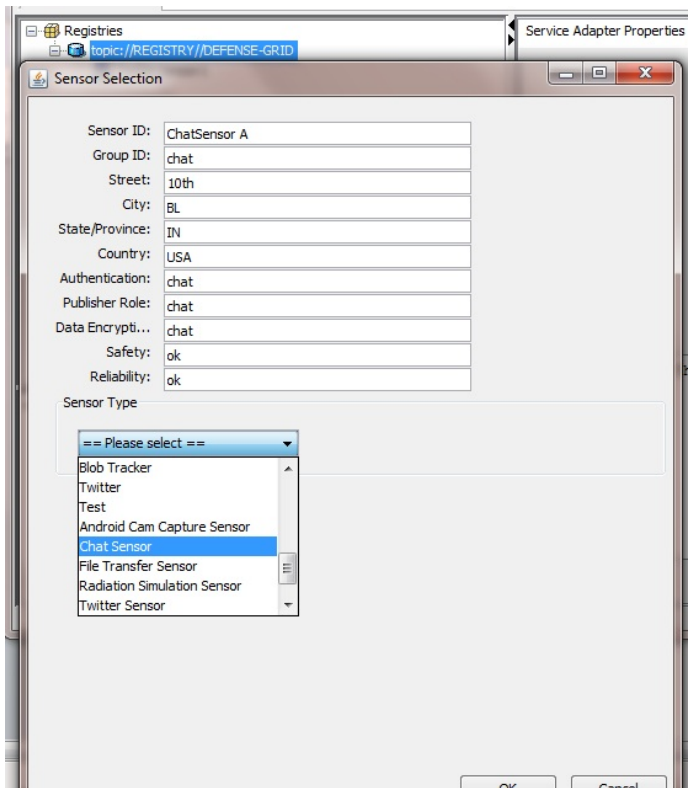 Registries
Service Adapter Properties
topic://REGISTRY//DEFENSE-GRID
Sensor Selection
Sensor ID: ChatSensor A
Group ID: chat
Street: 10th
City: BL
State/Province: IN
Country: USA
Authentication: chat
Publisher Role: chat
Data Encrypti... chat
Safety: ok
Reliability: ok
Sensor Type
== Please select ==
Blob Tracker
Twitter
Test
Android Cam Capture Sensor
Chat Sensor
File Transfer Sensor
Radiation Simulation Sensor
Twitter Sensor
OK Cancel